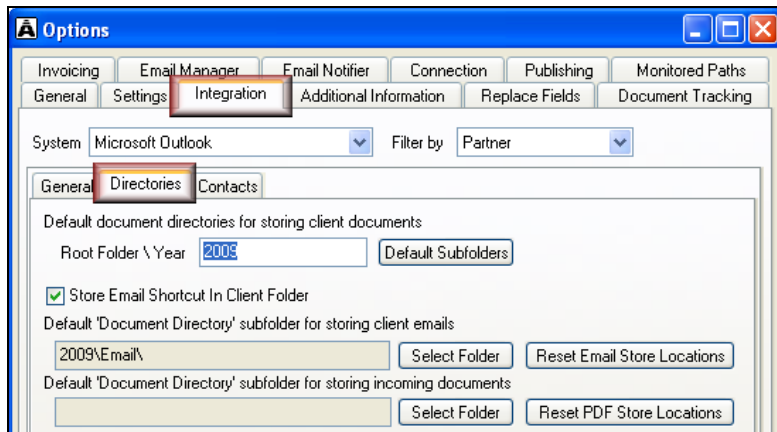 Options
Invoicing Email Manager Email Notifier Connection Publishing Monitored Paths
General Settings Integration Additional Information Replace Fields Document Tracking
System Microsoft Outlook Filter by Partner
General Directories Contacts
Default document directories for storing client documents
Root Folder \ Year 2009 Default Subfolders
Store Email Shortcut In Client Folder
Default 'Document Directory' subfolder for storing client emails
2009\Email\ Select Folder Reset Email Store Locations
Default 'Document Directory' subfolder for storing incoming documents
Select Folder Reset PDF Store Locations